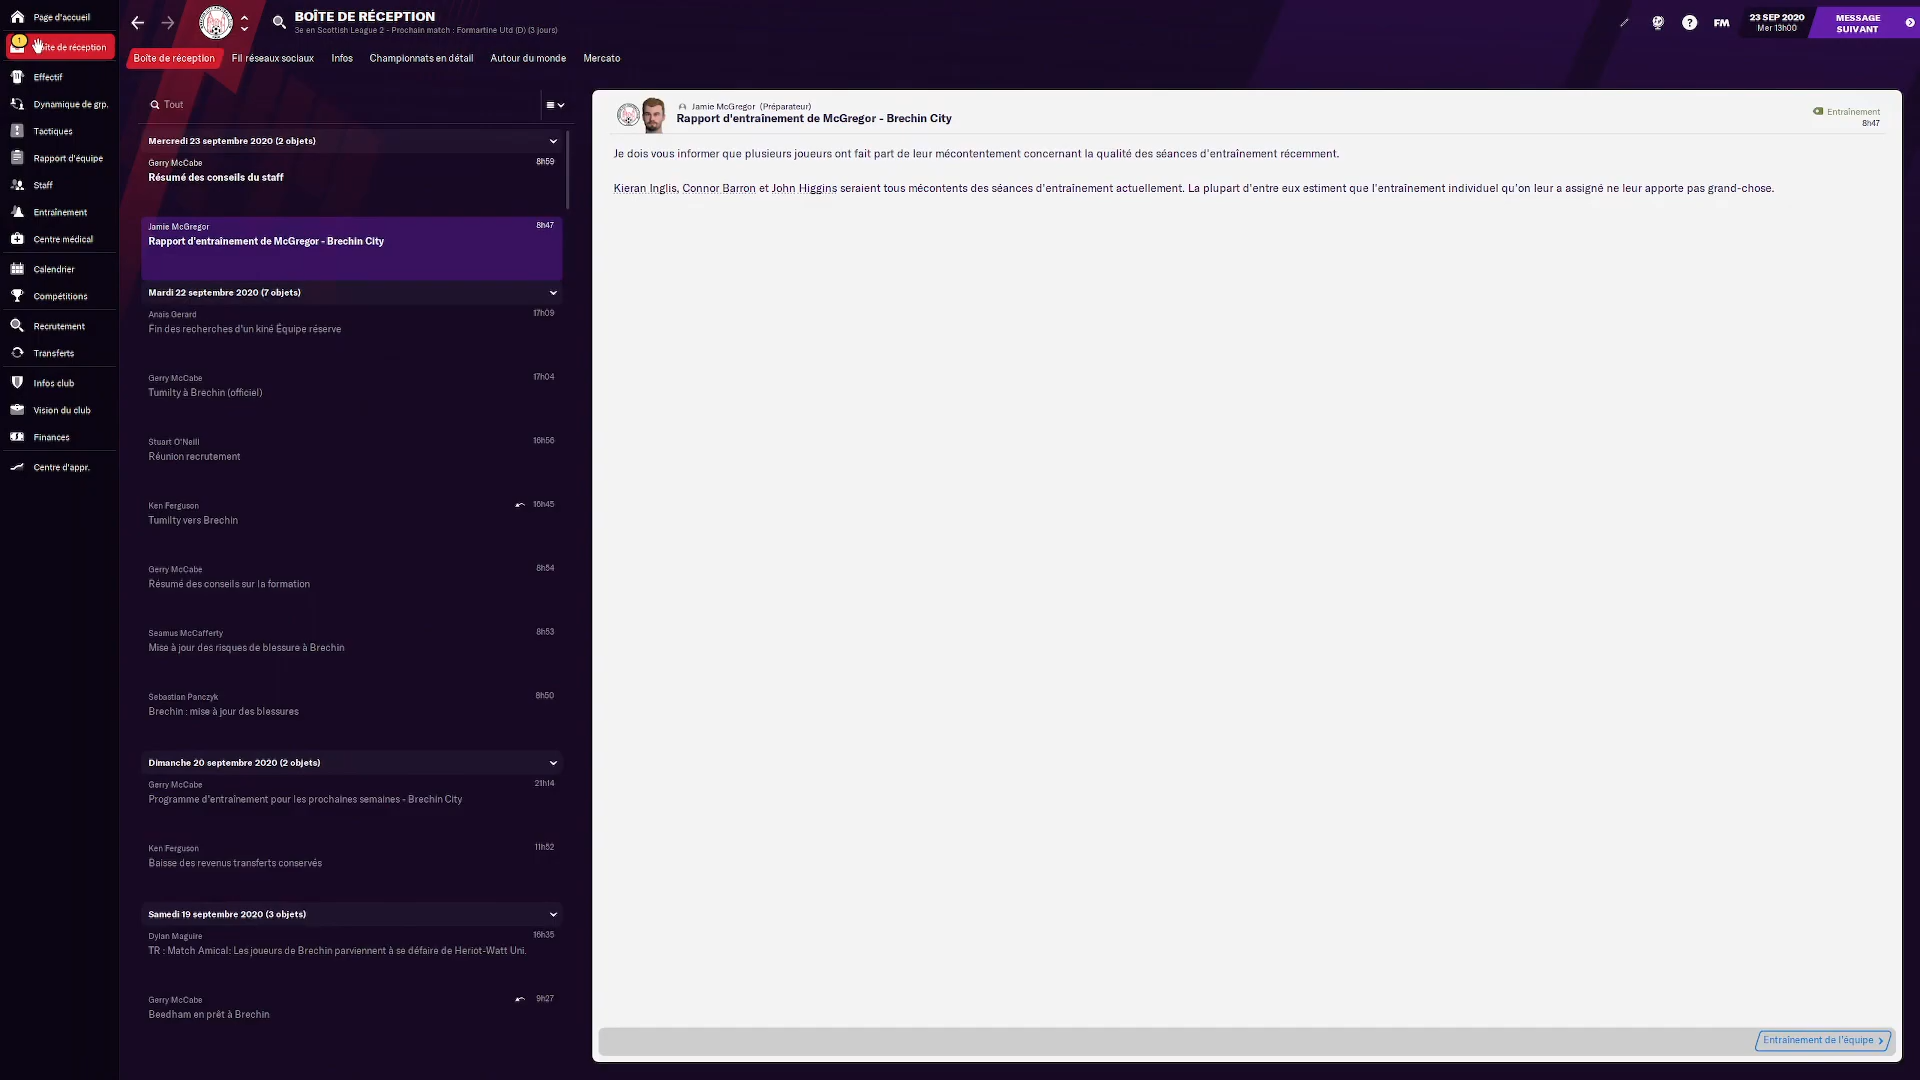 Page d'accueil
1
îte de réception
Effectif
Dynamique de grp.
Tactiques
Rapport d'équipe
Staff
Entraînement
Centre médical
Calendrier
Compétitions
Recrutement
Transferts
Infos club
Vision du club
Finances
Centre d'appr.
BOÎTE DE RÉCEPTION
3e en Scottish League 2 - Prochain match : Formartine Utd (D) (3 jours)
FM
23 SEP 2020
Mer 13h00
MESSAGE
SUIVANT
Boîte de réception
Fil réseaux sociaux
Infos
Championnats en détail
Autour du monde
Mercato
Tout
Mercredi 23 septembre 2020 (2 objets)
Gerry McCabe 8h59
Résumé des conseils du staff
Jamie McGregor 8h47
Rapport d'entraînement de McGregor - Brechin City
Mardi 22 septembre 2020 (7 objets)
Anaïs Gerard 17h09
Fin des recherches d'un kiné Équipe réserve
Gerry McCabe 17h04
Tumilty à Brechin (officiel)
Stuart O'Neill 16h56
Réunion recrutement
Ken Ferguson 16h45
Tumilty vers Brechin
Gerry McCabe 8h54
Résumé des conseils sur la formation
Seamus McCafferty 8h53
Mise à jour des risques de blessure à Brechin
Sebastian Panczyk 8h50
Brechin : mise à jour des blessures
Dimanche 20 septembre 2020 (2 objets)
Gerry McCabe 21h14
Programme d'entraînement pour les prochaines semaines - Brechin City
Ken Ferguson 11h52
Baisse des revenus transferts conservés
Samedi 19 septembre 2020 (3 objets)
Dylan Maguire 16h35
TR : Match Amical: Les joueurs de Brechin parviennent à se défaire de Heriot-Watt Uni.
Gerry McCabe 9h27
Beedham en prêt à Brechin
Jamie McGregor (Préparateur)
Rapport d'entraînement de McGregor - Brechin City
Entraînement
8h47
Je dois vous informer que plusieurs joueurs ont fait part de leur mécontentement concernant la qualité des séances d'entraînement récemment.
Kieran Inglis, Connor Barron et John Higgins seraient tous mécontents des séances d'entraînement actuellement. La plupart d'entre eux estiment que l'entraînement individuel qu'on leur a assigné ne leur apporte pas grand-chose.
Entraînement de l'équipe